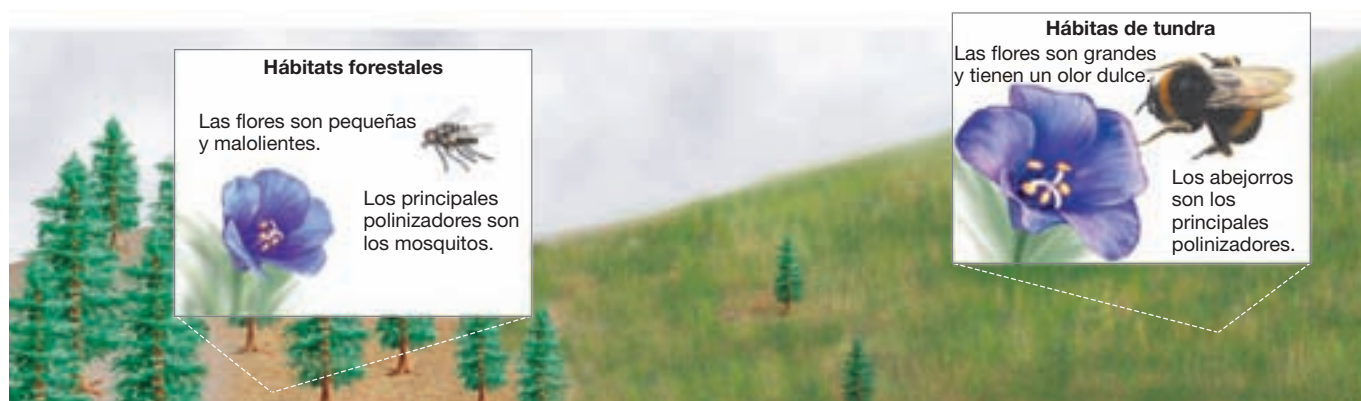 Hábitats forestales
Las flores son pequeñas
y malolientes.
Los principales
polinizadores son
los mosquitos.
Hábitas de tundra
Las flores son grandes
y tienen un olor dulce.
Los abejorros
son los
principales
polinizadores.